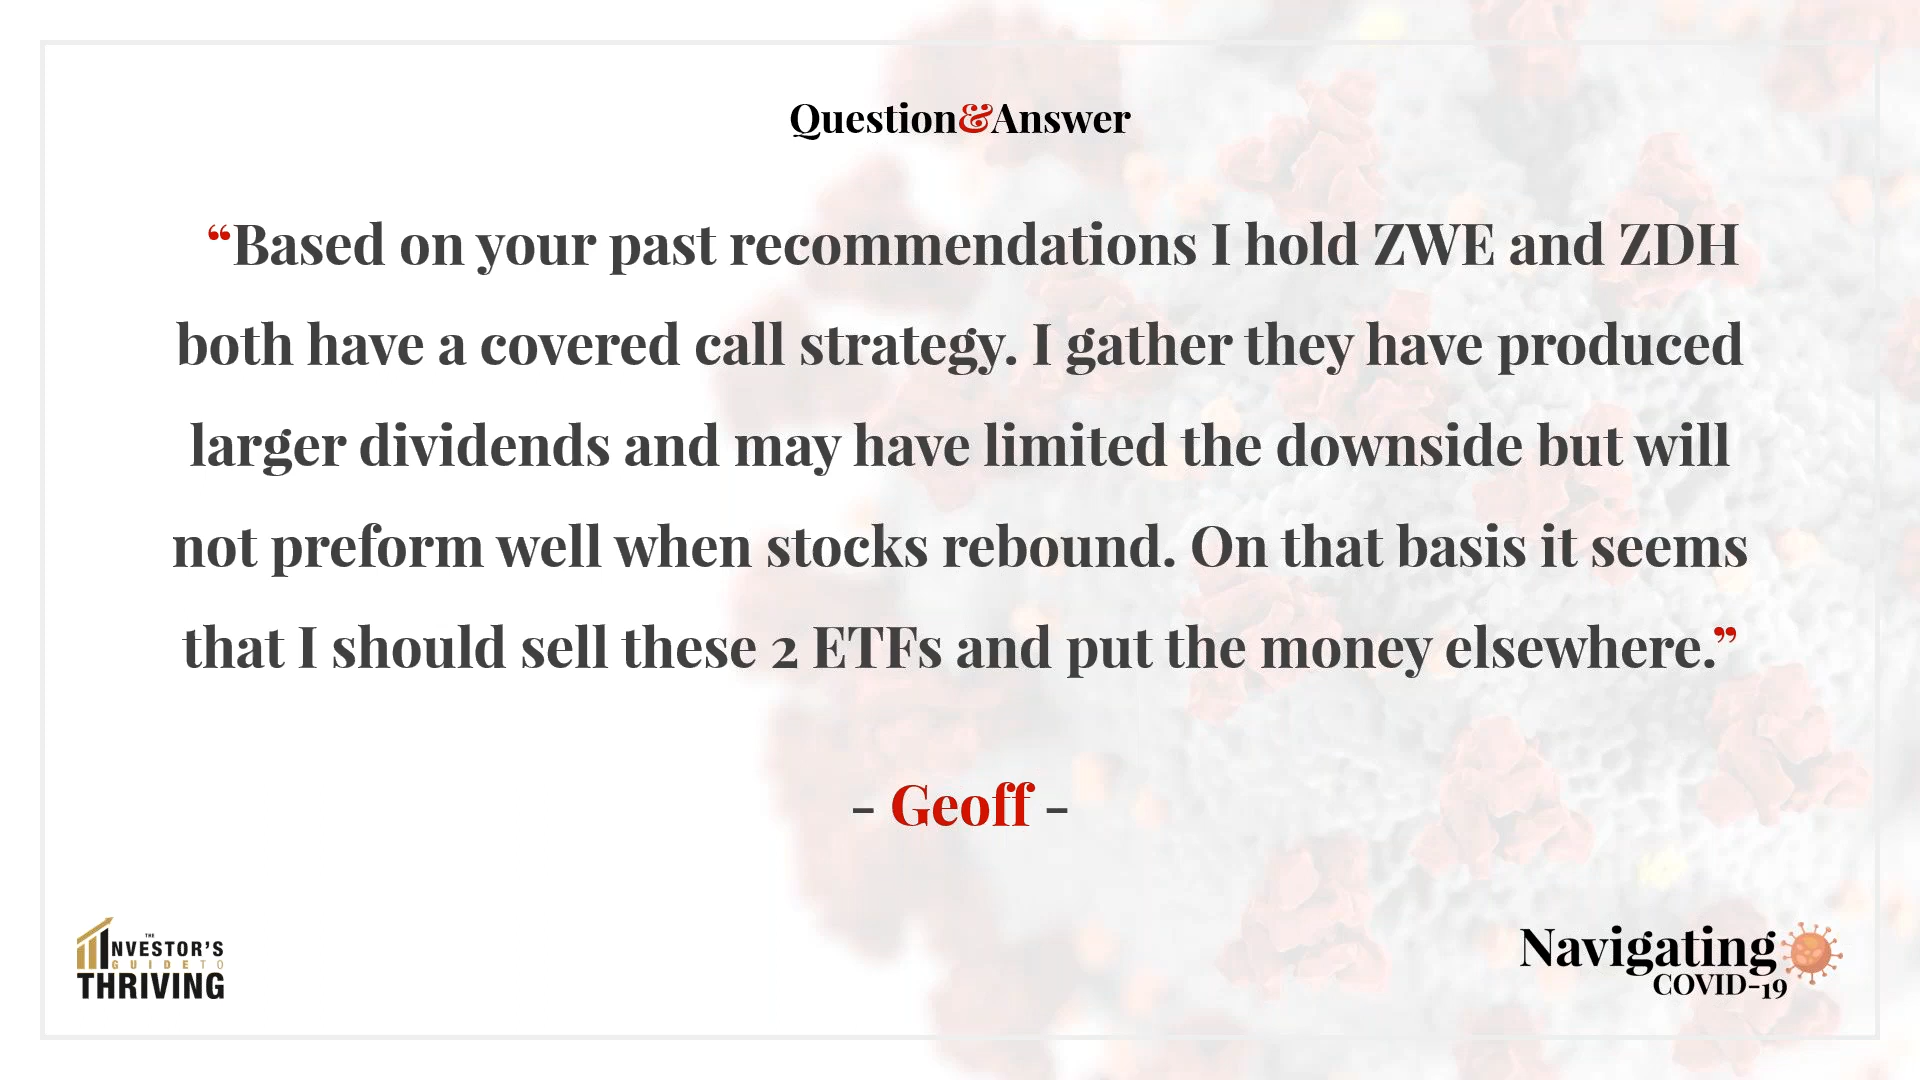 Question&Answer
“Based on your past recommendations I hold ZWE and ZDH
both have a covered call strategy. I gather they have produced
larger dividends and may have limited the downside but will
not preform well when stocks rebound. On that basis it seems
that I should sell these 2 ETFs and put the money elsewhere.”
- Geoff -
THE
INVESTOR'S
GUIDE TO
THRIVING
Navigating
COVID-19